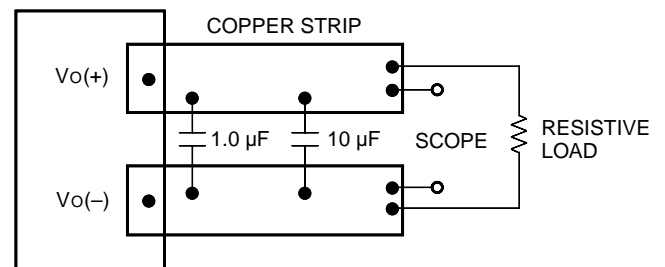 COPPER STRIP
VO(+)
1.0 µF
10 µF
SCOPE
RESISTIVE
LOAD
VO(–)